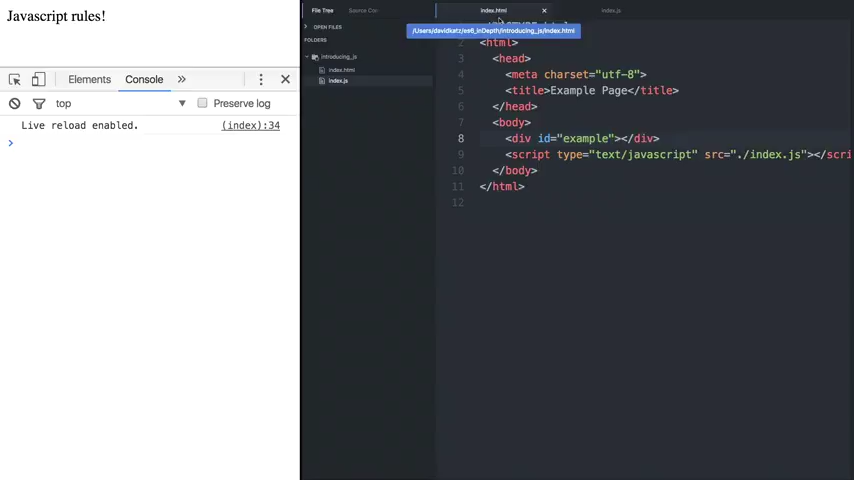 Javascript rules!
Elements Console »
top ▼ Preserve log
Live reload enabled. (index):34
>
File Tree
OPEN FILES
FOLDERS
introducing_js
index.html
index.js
index.html × index.js
/Users/davidkatz/es6_inDepth/introducing_js/index.html
2 <html>
3 <head>
4 <meta charset="utf-8">
5 <title>Example Page</title>
6 </head>
7 <body>
8 <div id="example"></div>
9 <script type="text/javascript" src="./index.js"></scri
10 </body>
11 </html>
12